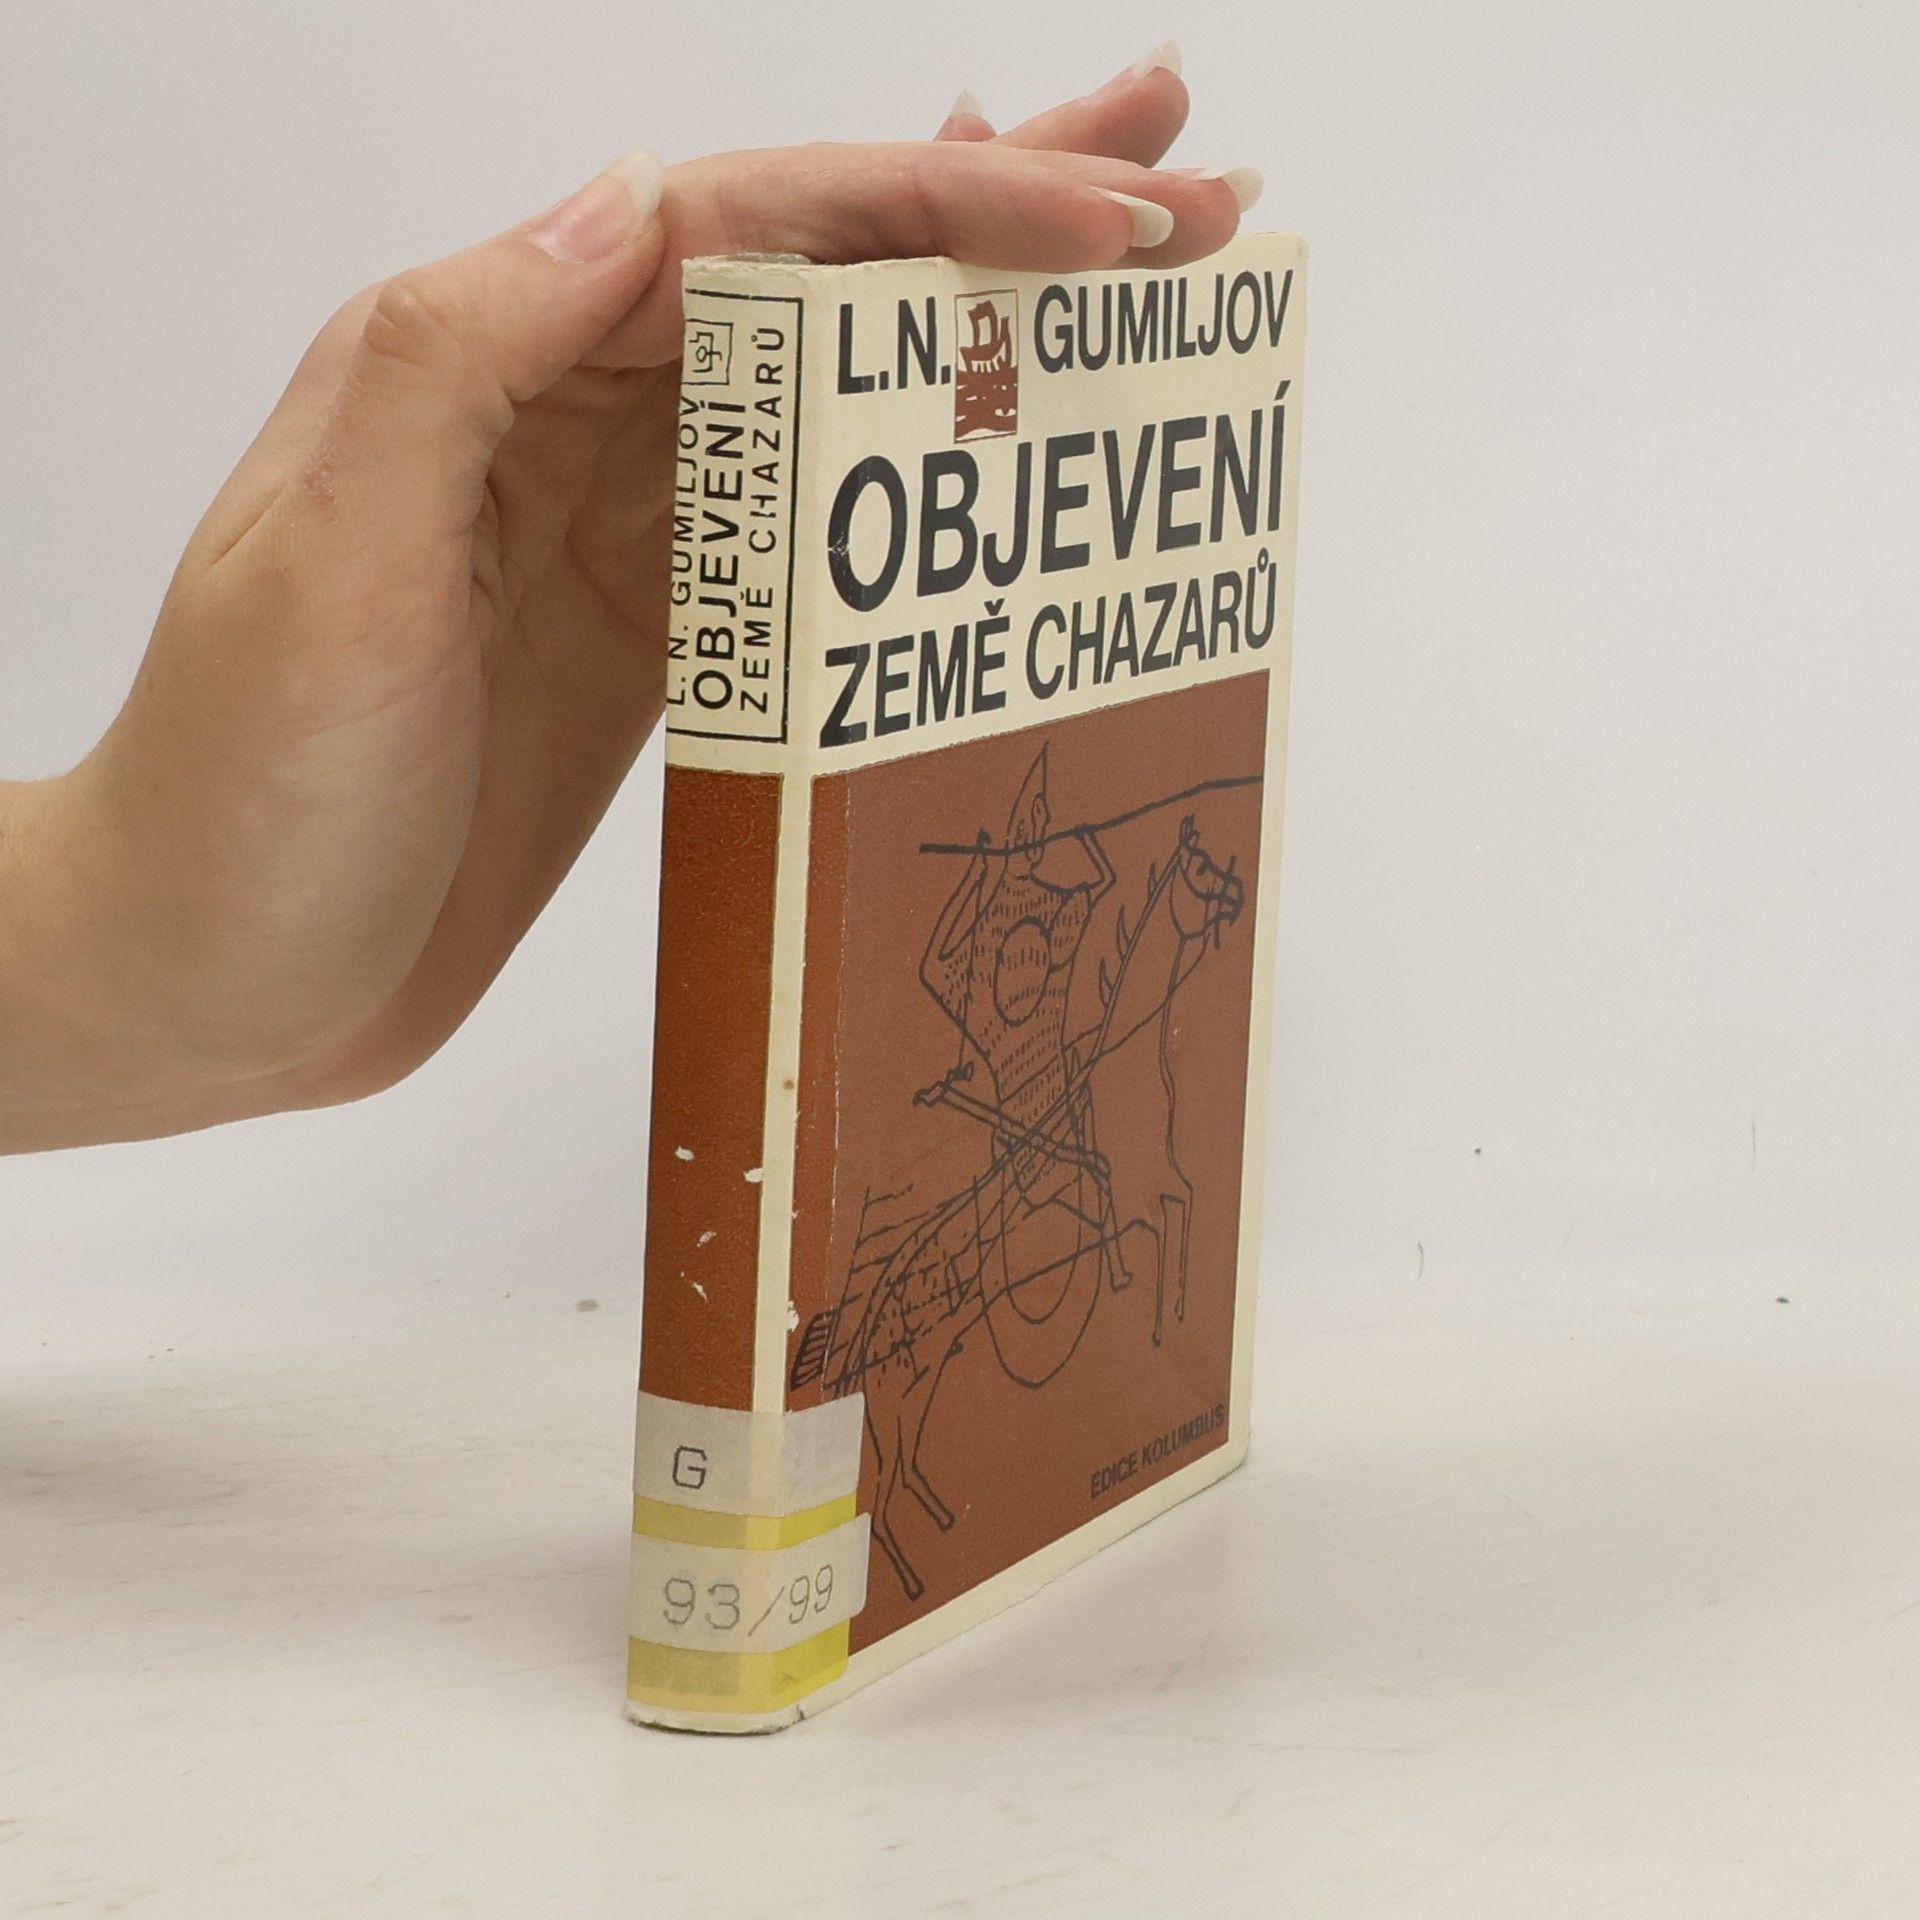 L. N. GUMILJOV
OBJEVENÍ
ZEMĚ CHAZARŮ
L.N. GUMILJOV
OBJEVENÍ
ZEMĚ CHAZARŮ
EDICE KOLUMBUS
G
93/99